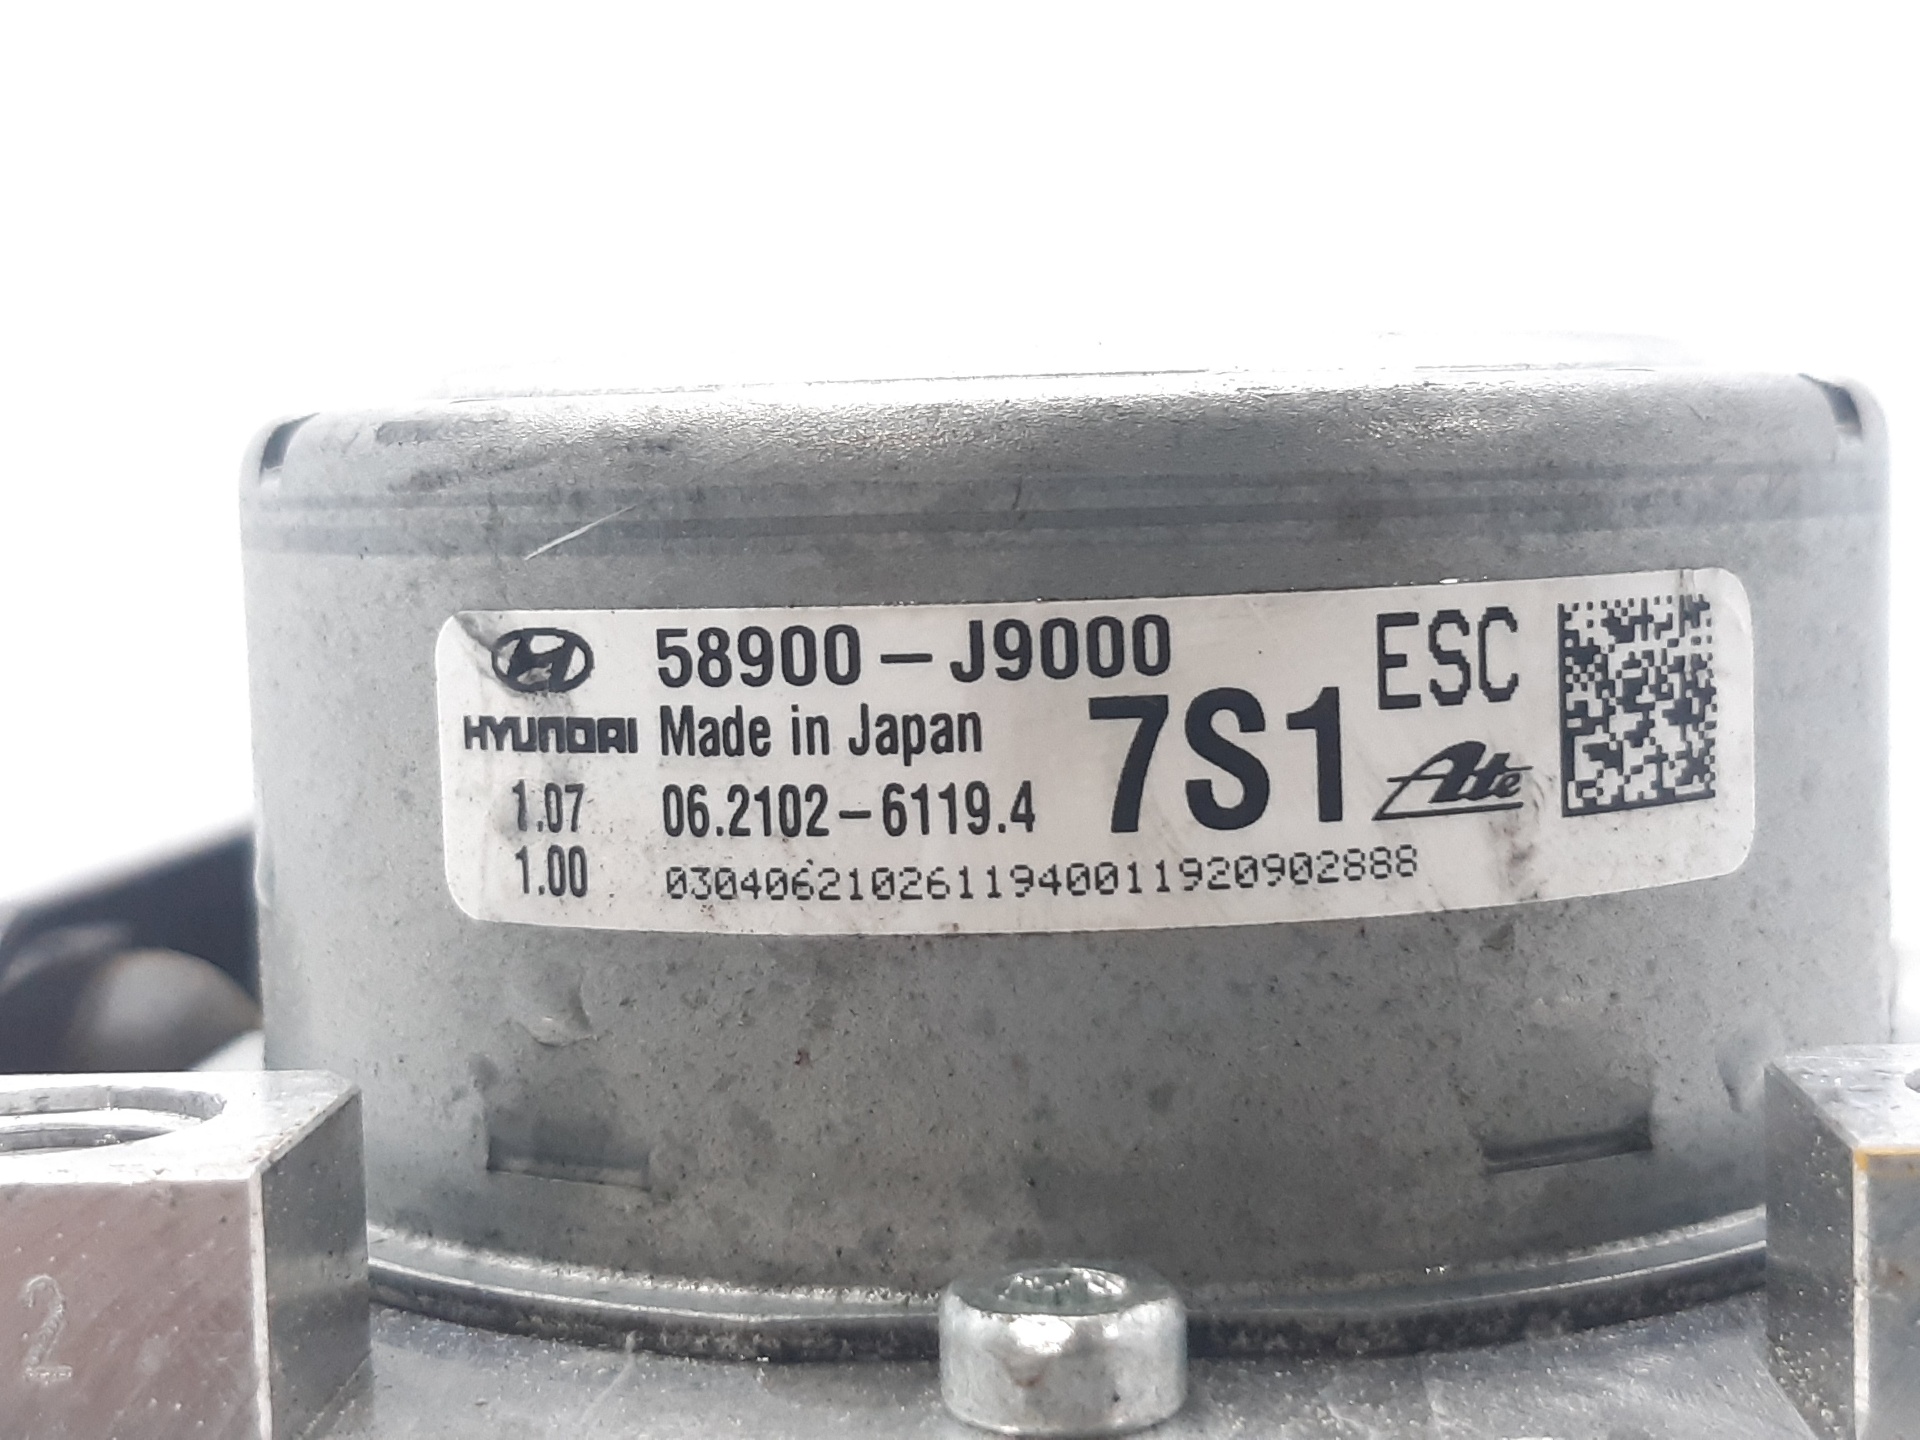 58900-J9000
ESC
HYUNDAI
Made in Japan
7S1
Ate
1.07
06.2102-6119.4
1.00
0304062102611940011920902888
2